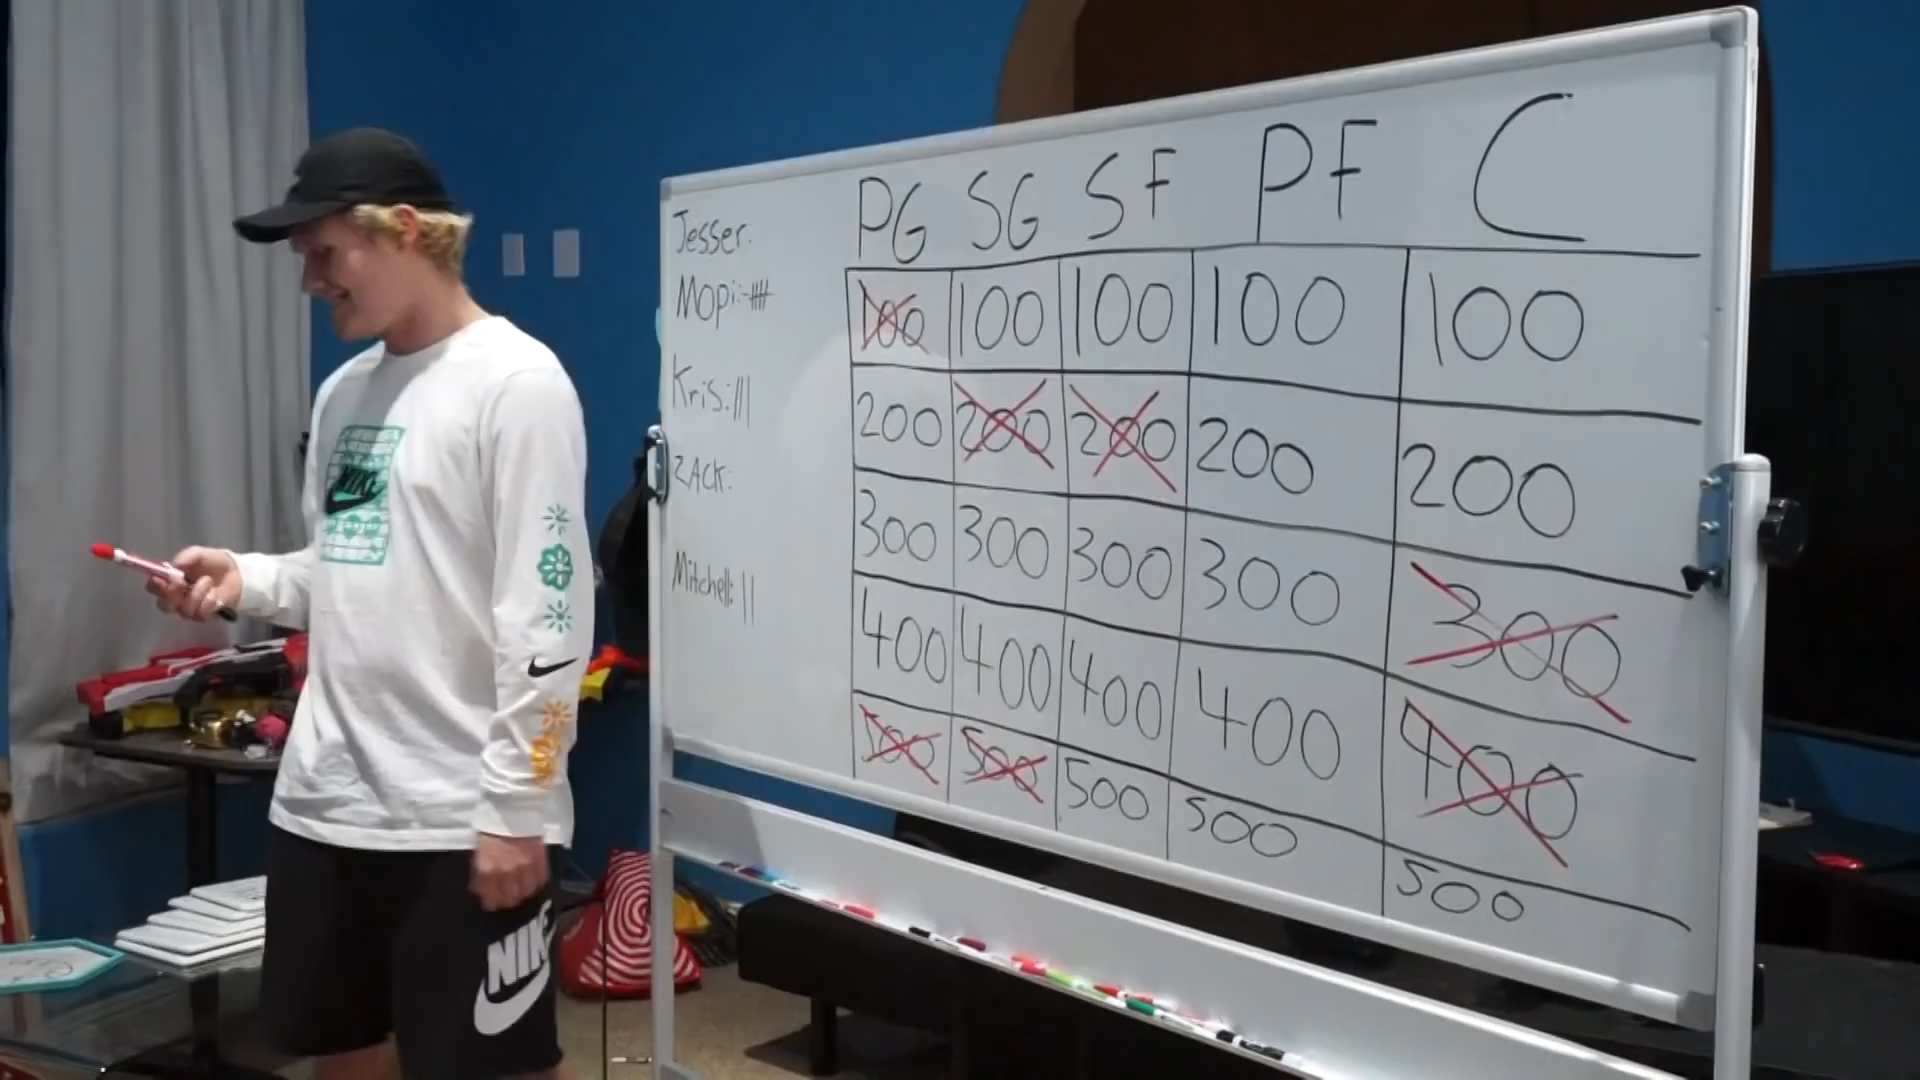 PG SG SF PF C
Jesser:
Mopi:
Kris: |||
ZACK:
Mitchell: ||
100 100 100 100 100
200 200 200 200 200
300 300 300 300 300
400 400 400 400 400
500 500 500 500 500
NIKE
NIKE